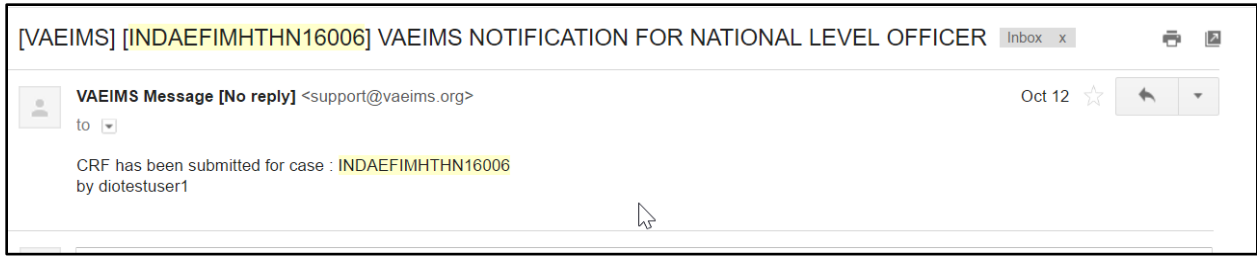 [VAEIMS] [INDAEFIMHTHN16006] VAEIMS NOTIFICATION FOR NATIONAL LEVEL OFFICER Inbox x
VAEIMS Message [No reply] <support@vaeims.org> Oct 12
to
CRF has been submitted for case : INDAEFIMHTHN16006
by diotestuser1